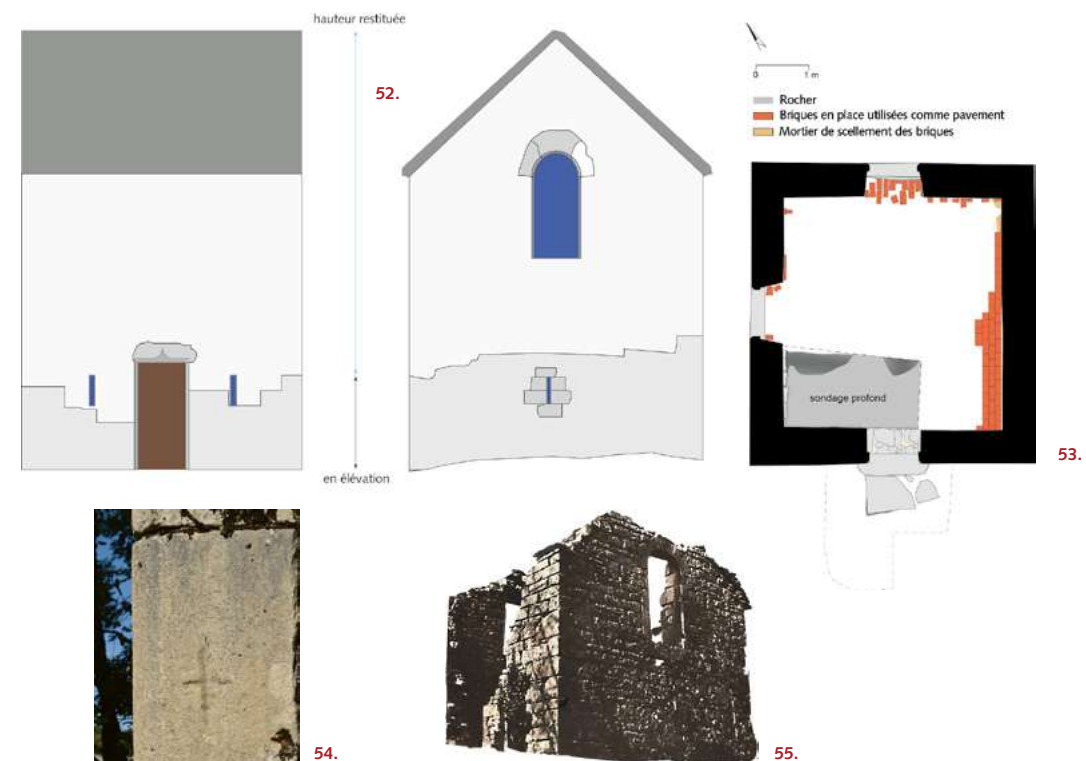 hauteur restituée
52.
en élévation
0 1 m
Rocher
Briques en place utilisées comme pavement
Mortier de scellement des briques
sondage profond
53.
54.
55.